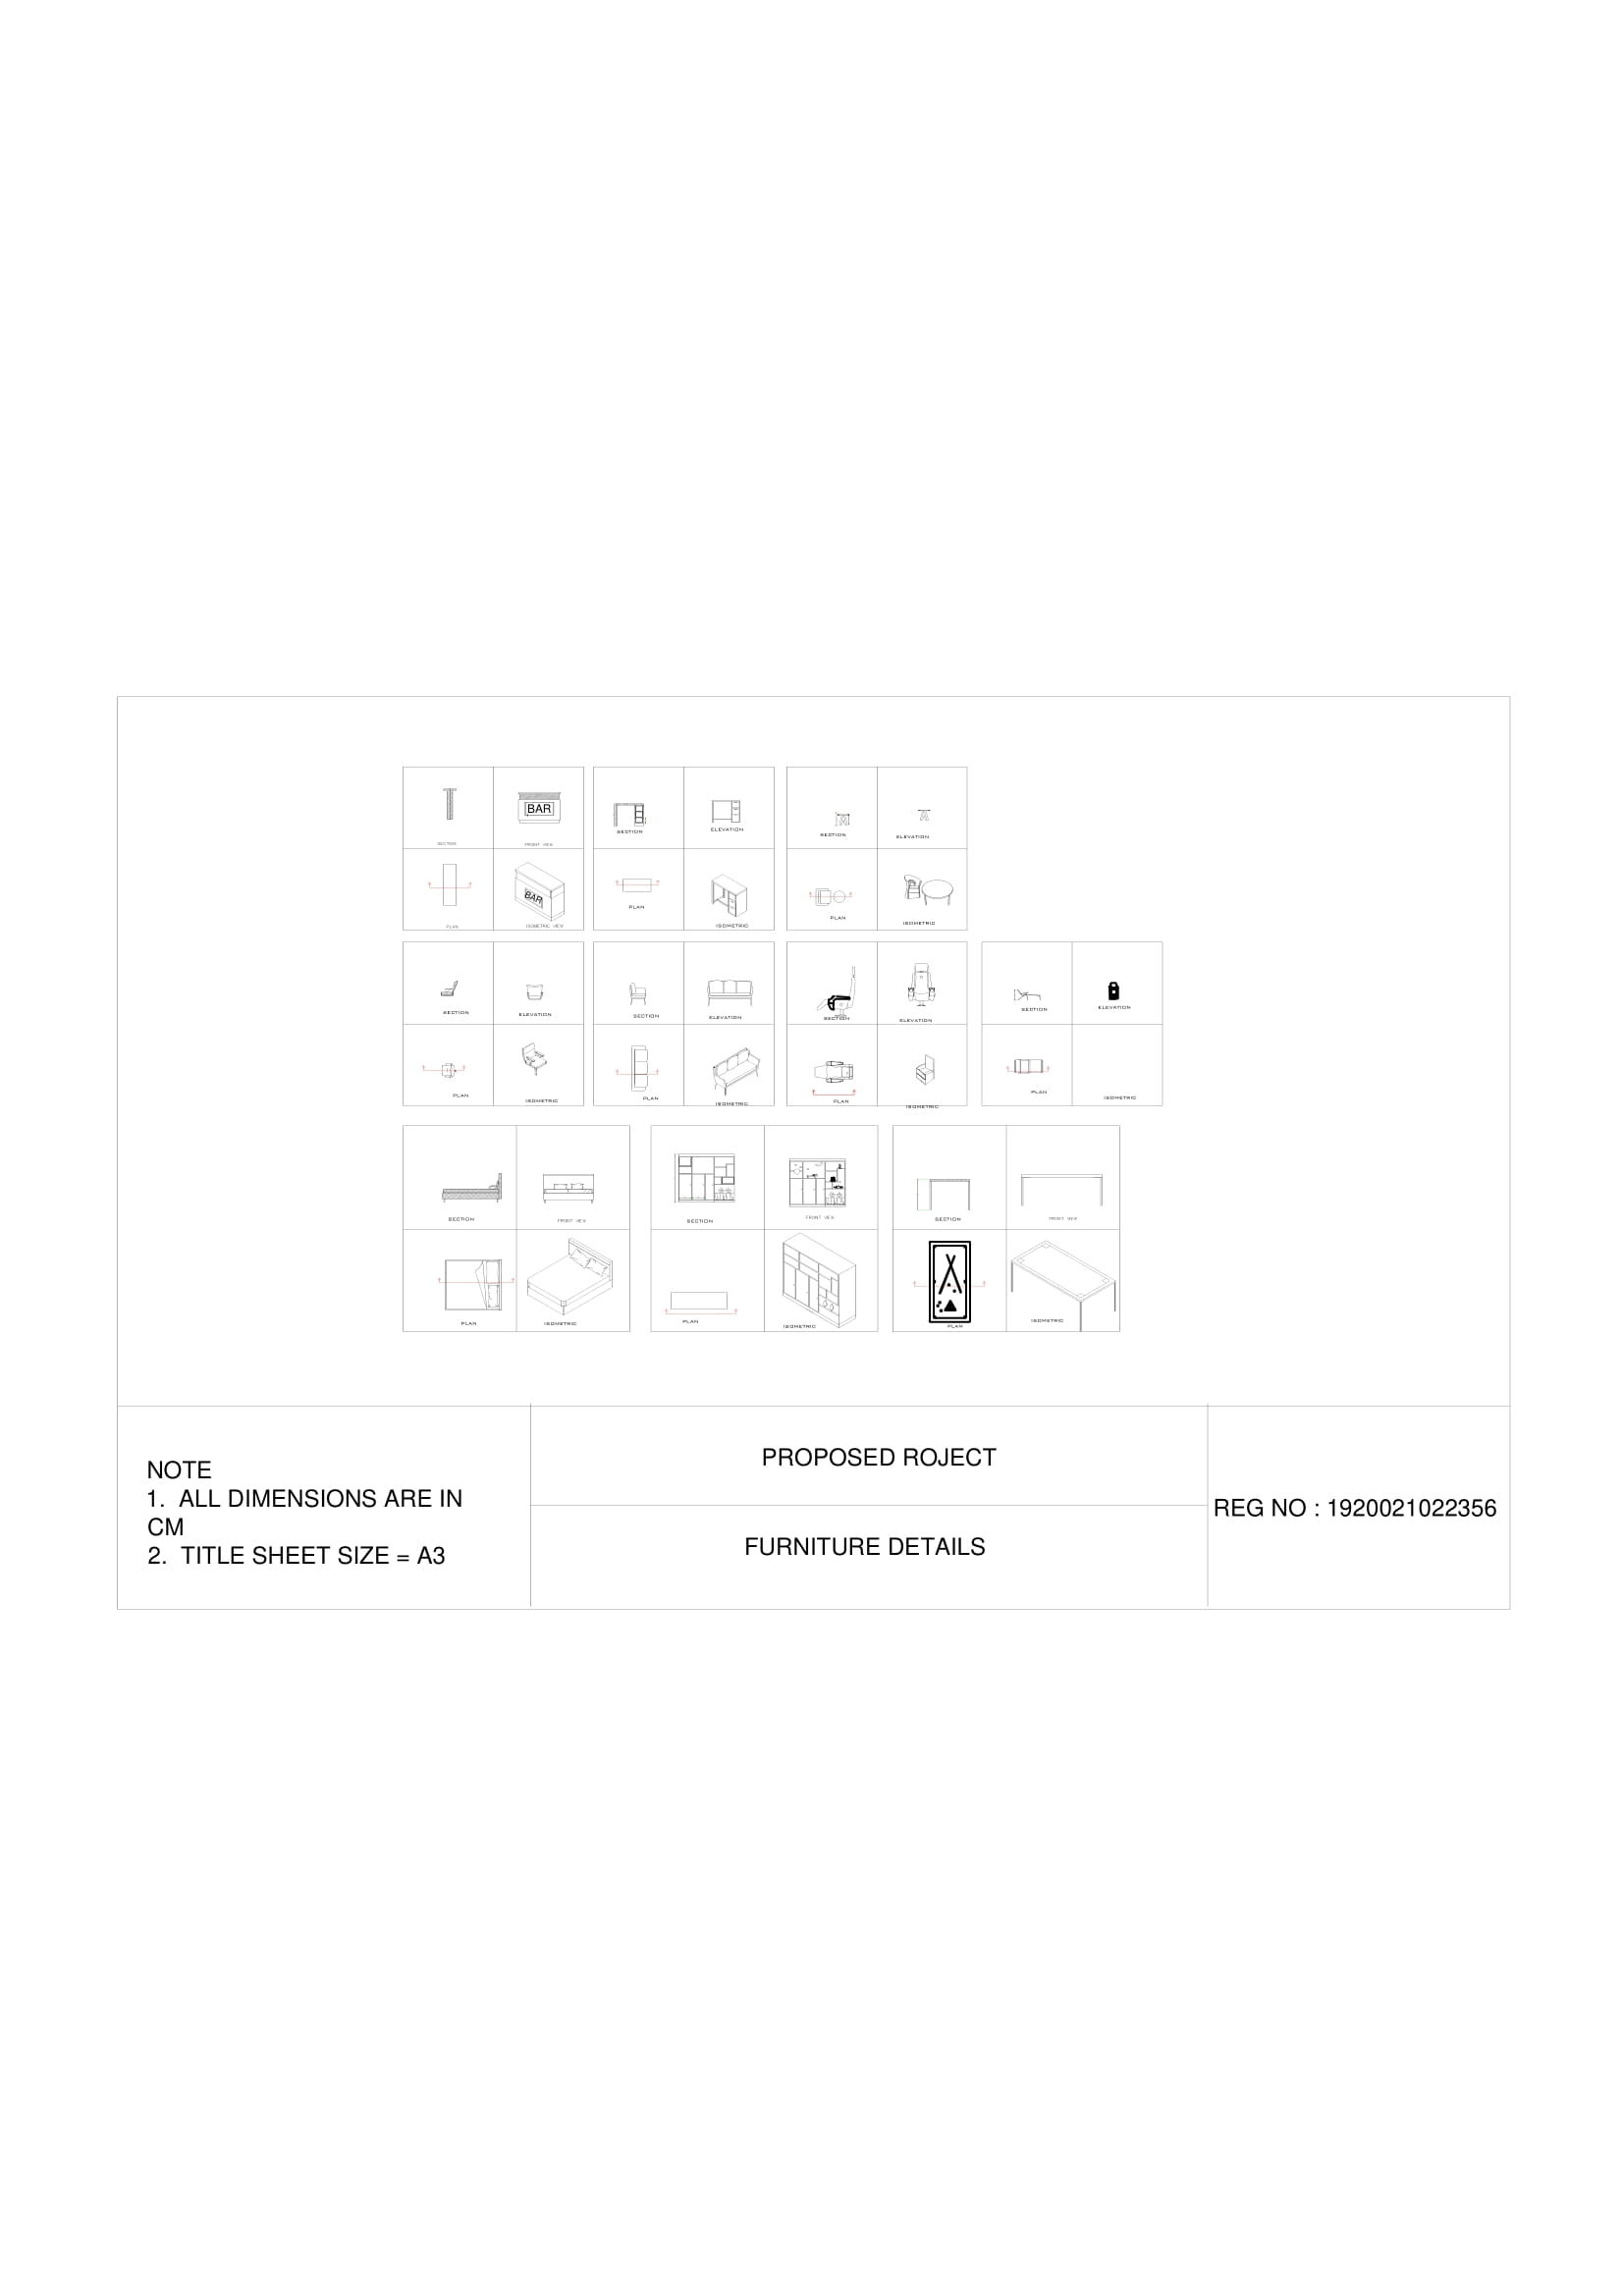 BAR
SECTION
FRONT VIEW
BAR
PLAN
ISOMETRIC VIEW
SECTION
ELEVATION
PLAN
ISOMETRIC
SECTION
ELEVATION
PLAN
ISOMETRIC
SECTION
ELEVATION
PLAN
ISOMETRIC
SECTION
ELEVATION
PLAN
ISOMETRIC
SECTION
ELEVATION
PLAN
ISOMETRIC
SECTION
ELEVATION
PLAN
ISOMETRIC
SECTION
FRONT VIEW
PLAN
ISOMETRIC
SECTION
FRONT VIEW
PLAN
ISOMETRIC
SECTION
FRONT VIEW
PLAN
ISOMETRIC
NOTE
1. ALL DIMENSIONS ARE IN
CM
2. TITLE SHEET SIZE = A3
PROPOSED ROJECT
FURNITURE DETAILS
REG NO : 1920021022356